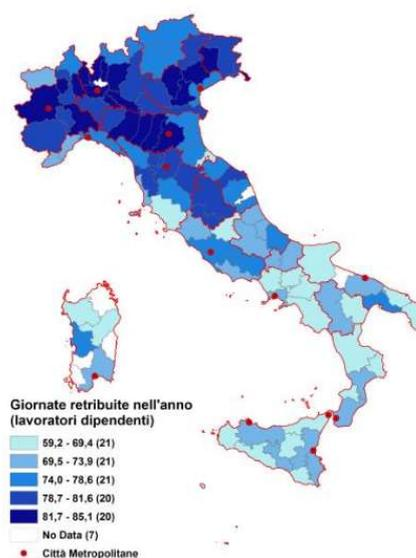 Giornate retribuite nell'anno
(lavoratori dipendenti)
59,2 - 69,4 (21)
69,5 - 73,9 (21)
74,0 - 78,6 (21)
78,7 - 81,6 (20)
81,7 - 85,1 (20)
No Data (7)
Città Metropolitane